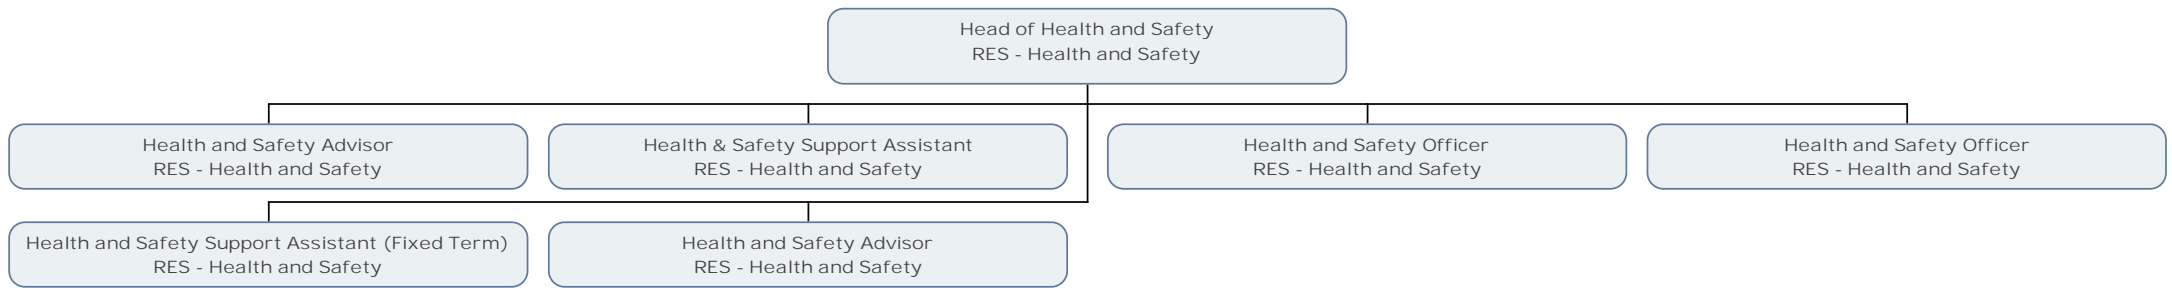 Head of Health and Safety
RES - Health and Safety
Health and Safety Advisor
RES - Health and Safety
Health & Safety Support Assistant
RES - Health and Safety
Health and Safety Officer
RES - Health and Safety
Health and Safety Officer
RES - Health and Safety
Health and Safety Support Assistant (Fixed Term)
RES - Health and Safety
Health and Safety Advisor
RES - Health and Safety